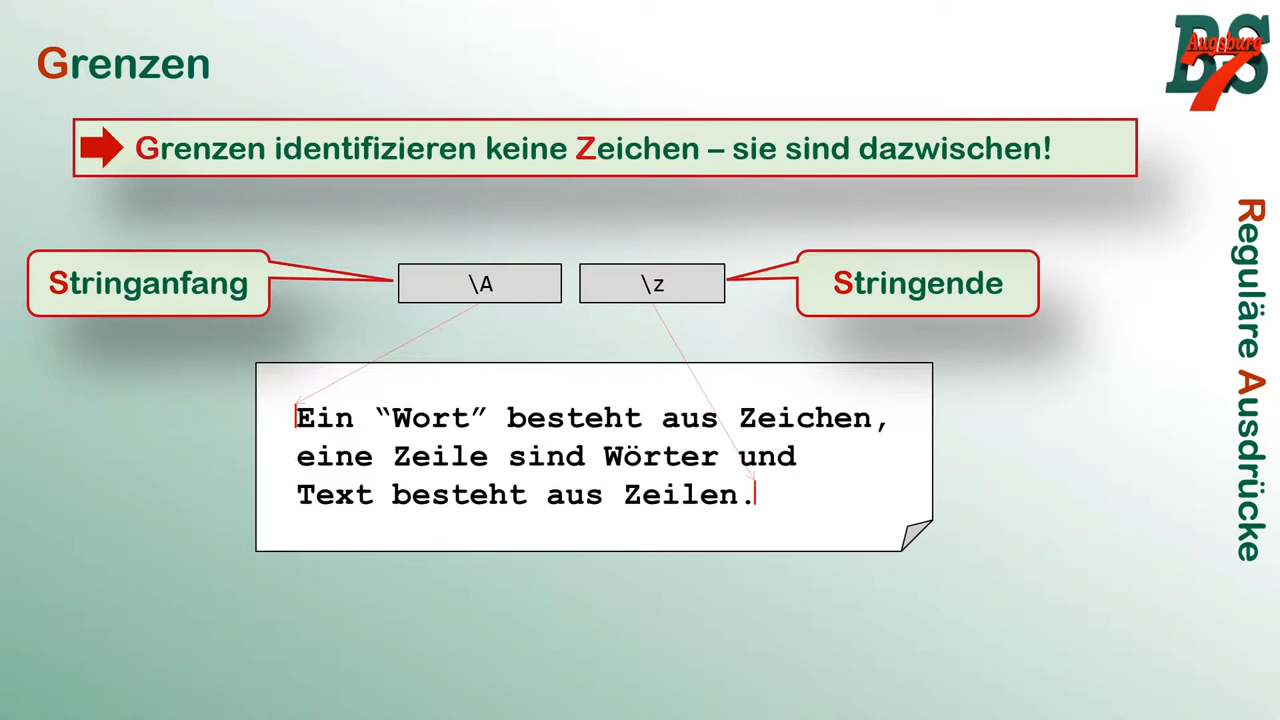 Grenzen
BS
Augsburg
7
Grenzen identifizieren keine Zeichen – sie sind dazwischen!
Stringanfang
\A
\z
Stringende
Ein “Wort” besteht aus Zeichen,
eine Zeile sind Wörter und
Text besteht aus Zeilen.
Reguläre Ausdrücke